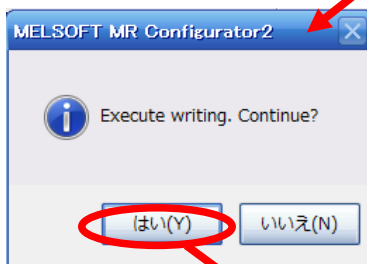 MELSOFT MR Configurator2
Execute writing. Continue?
はい(Y)
いいえ(N)